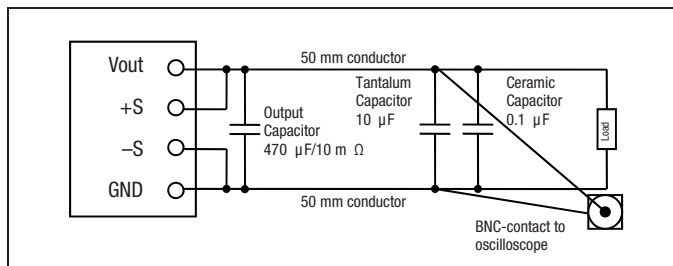 Vout
+S
–S
GND
50 mm conductor
Output
Capacitor
470 µF/10 m Ω
Tantalum
Capacitor
10 µF
Ceramic
Capacitor
0.1 µF
Load
50 mm conductor
BNC-contact to
oscilloscope